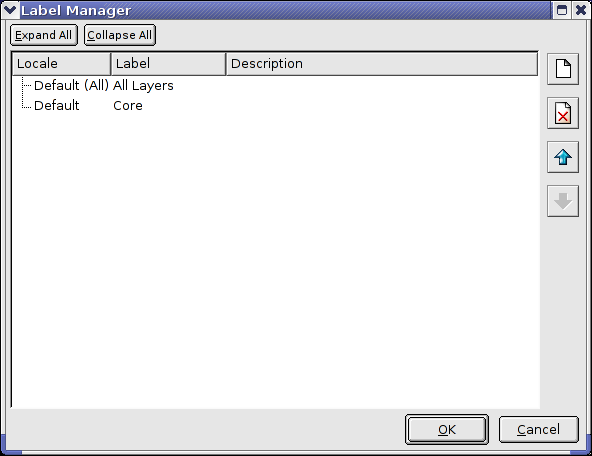 Label Manager
Expand All Collapse All
Locale Label Description
Default (All) All Layers
Default Core
OK Cancel